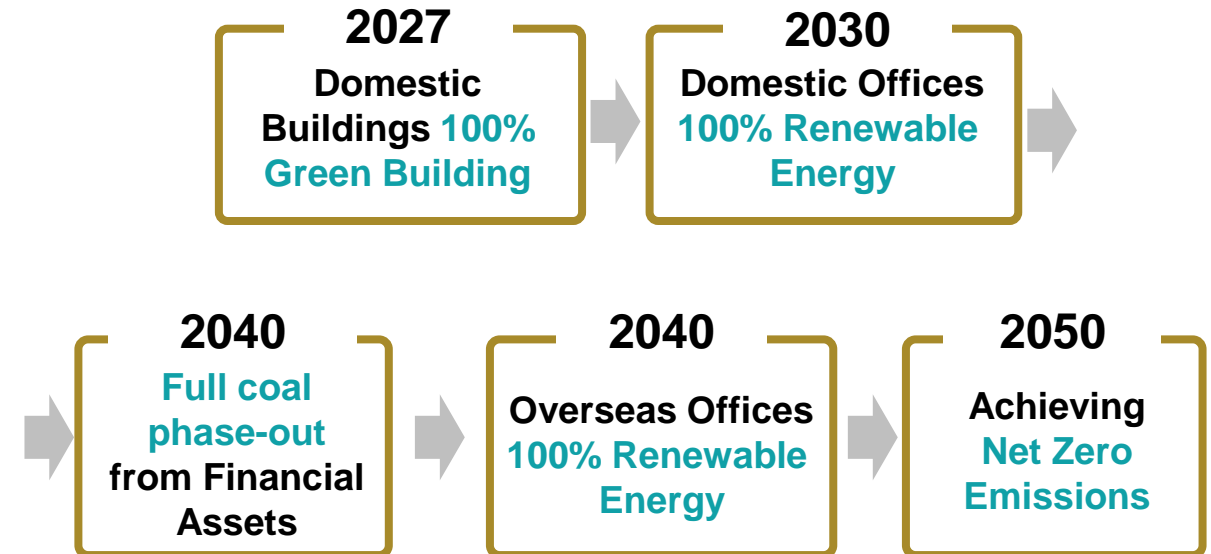 2027
Domestic
Buildings 100%
Green Building
2030
Domestic Offices
100% Renewable
Energy
2040
Full coal
phase-out
from Financial
Assets
2040
Overseas Offices
100% Renewable
Energy
2050
Achieving
Net Zero
Emissions